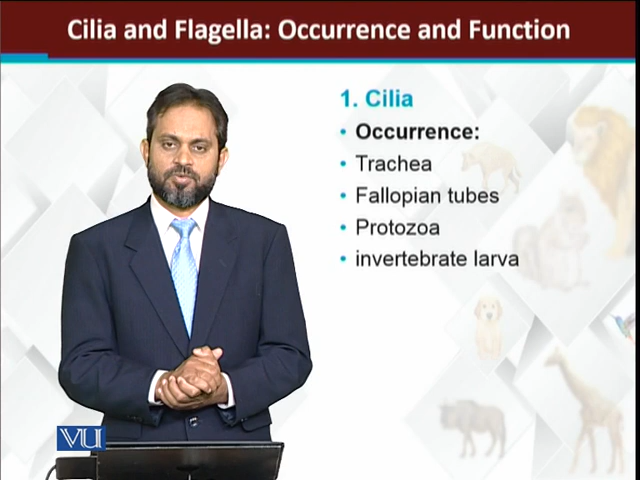 Cilia and Flagella: Occurrence and Function
1. Cilia
• Occurrence:
• Trachea
• Fallopian tubes
• Protozoa
• invertebrate larva
VU